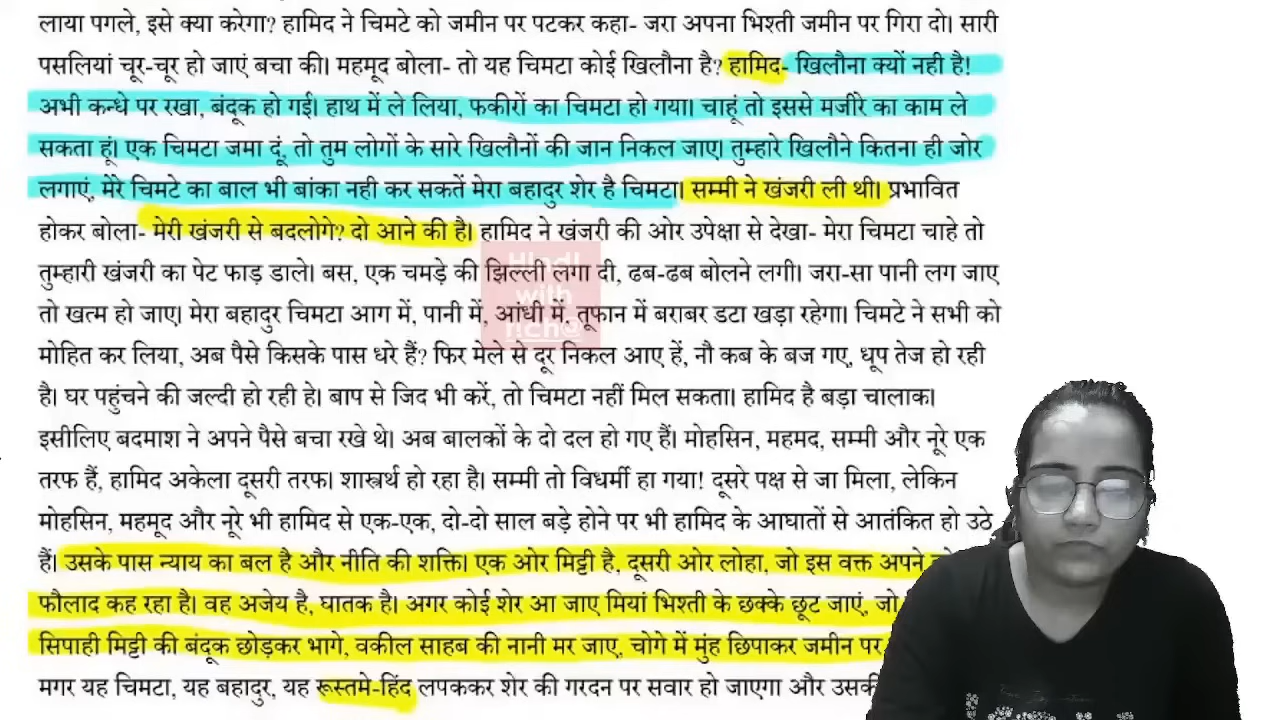 लाया पगले, इसे क्या करेगा? हामिद ने चिमटे को जमीन पर पटकर कहा- जरा अपना भिश्ती जमीन पर गिरा दो। सारी
पसलियां चूर-चूर हो जाएं बचा की। महमूद बोला- तो यह चिमटा कोई खिलौना है? हामिद- खिलौना क्यों नही है!
अभी कन्धे पर रखा, बंदूक हो गई। हाथ में ले लिया, फकीरों का चिमटा हो गया। चाहूं तो इससे मजीरे का काम ले
सकता हूं। एक चिमटा जमा दूं, तो तुम लोगों के सारे खिलौनों की जान निकल जाए। तुम्हारे खिलौने कितना ही जोर
लगाएं, मेरे चिमटे का बाल भी बांका नही कर सकतें मेरा बहादुर शेर है चिमटा। सम्मी ने खंजरी ली थी। प्रभावित
होकर बोला- मेरी खंजरी से बदलोगे? दो आने की है। हामिद ने खंजरी की ओर उपेक्षा से देखा- मेरा चिमटा चाहे तो
तुम्हारी खंजरी का पेट फाड़ डाले। बस, एक चमड़े की झिल्ली लगा दी, ढब-ढब बोलने लगी। जरा-सा पानी लग जाए
तो खत्म हो जाए। मेरा बहादुर चिमटा आग में, पानी में, आंधी में, तूफान में बराबर डटा खड़ा रहेगा। चिमटे ने सभी को
मोहित कर लिया, अब पैसे किसके पास धरे हैं? फिर मेले से दूर निकल आए हें, नौ कब के बज गए, धूप तेज हो रही
है। घर पहुंचने की जल्दी हो रही हे। बाप से जिद भी करें, तो चिमटा नहीं मिल सकता। हामिद है बड़ा चालाक।
इसीलिए बदमाश ने अपने पैसे बचा रखे थे। अब बालकों के दो दल हो गए हैं। मोहसिन, महमद, सम्मी और नूरे एक
तरफ हैं, हामिद अकेला दूसरी तरफ। शास्त्रर्थ हो रहा है। सम्मी तो विधर्मी हा गया! दूसरे पक्ष से जा मिला, लेकिन
मोहसिन, महमूद और नूरे भी हामिद से एक-एक, दो-दो साल बड़े होने पर भी हामिद के आघातों से आतंकित हो उठे
हैं। उसके पास न्याय का बल है और नीति की शक्ति। एक ओर मिट्टी है, दूसरी ओर लोहा, जो इस वक्त अपने
फौलाद कह रहा है। वह अजेय है, घातक है। अगर कोई शेर आ जाए मियां भिश्ती के छक्के छूट जाएं, जो
सिपाही मिट्टी की बंदूक छोड़कर भागे, वकील साहब की नानी मर जाए, चोगे में मुंह छिपाकर जमीन पर
मगर यह चिमटा, यह बहादुर, यह रूस्तमे-हिंद लपककर शेर की गरदन पर सवार हो जाएगा और उसकी
Hindi
with
rich@